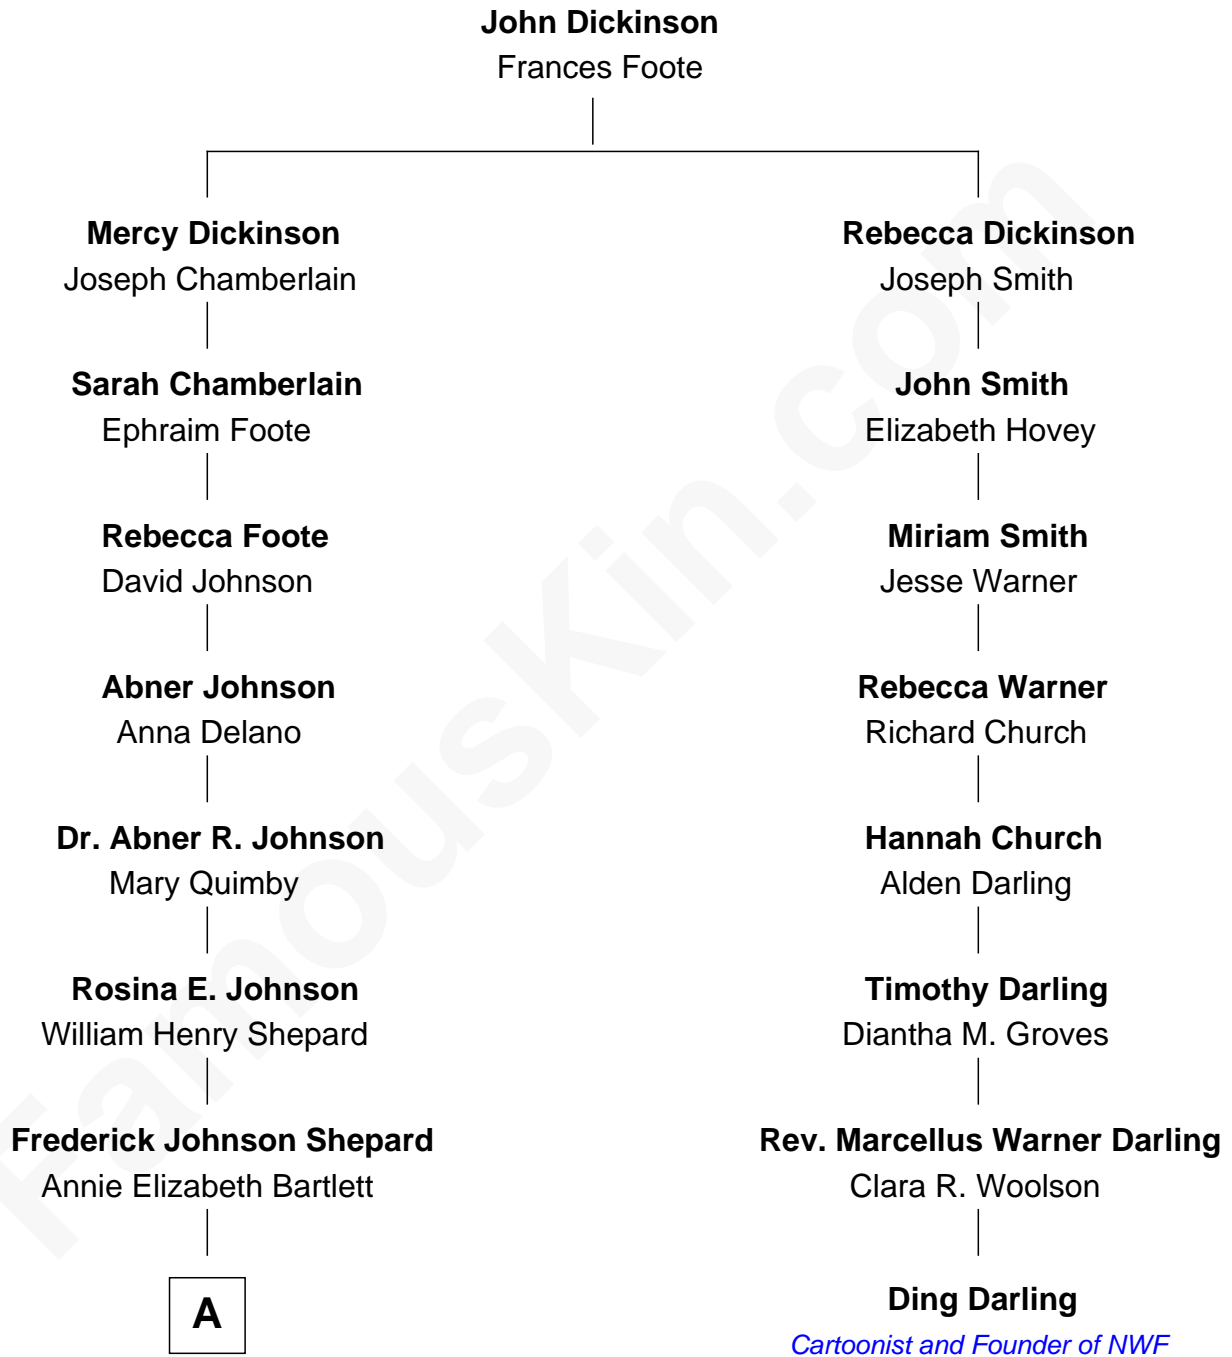 John Dickinson
Frances Foote
Mercy Dickinson
Joseph Chamberlain
Rebecca Dickinson
Joseph Smith
Sarah Chamberlain
Ephraim Foote
John Smith
Elizabeth Hovey
Rebecca Foote
David Johnson
Miriam Smith
Jesse Warner
Abner Johnson
Anna Delano
Rebecca Warner
Richard Church
Dr. Abner R. Johnson
Mary Quimby
Hannah Church
Alden Darling
Rosina E. Johnson
William Henry Shepard
Timothy Darling
Diantha M. Groves
Frederick Johnson Shepard
Annie Elizabeth Bartlett
Rev. Marcellus Warner Darling
Clara R. Woolson
A
Ding Darling
Cartoonist and Founder of NWF
FamousKin.com